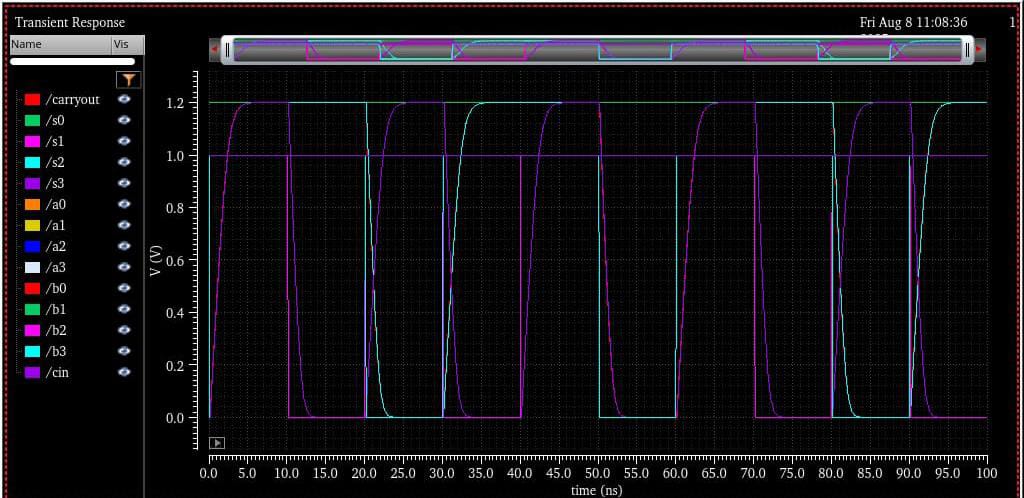 Transient Response
Fri Aug 8 11:08:36
1
Name Vis
/carryout
/s0
/s1
/s2
/s3
/a0
/a1
/a2
/a3
/b0
/b1
/b2
/b3
/cin
V (V)
1.2
1.0
0.8
0.6
0.4
0.2
0.0
0.0 5.0 10.0 15.0 20.0 25.0 30.0 35.0 40.0 45.0 50.0 55.0 60.0 65.0 70.0 75.0 80.0 85.0 90.0 95.0 100
time (ns)